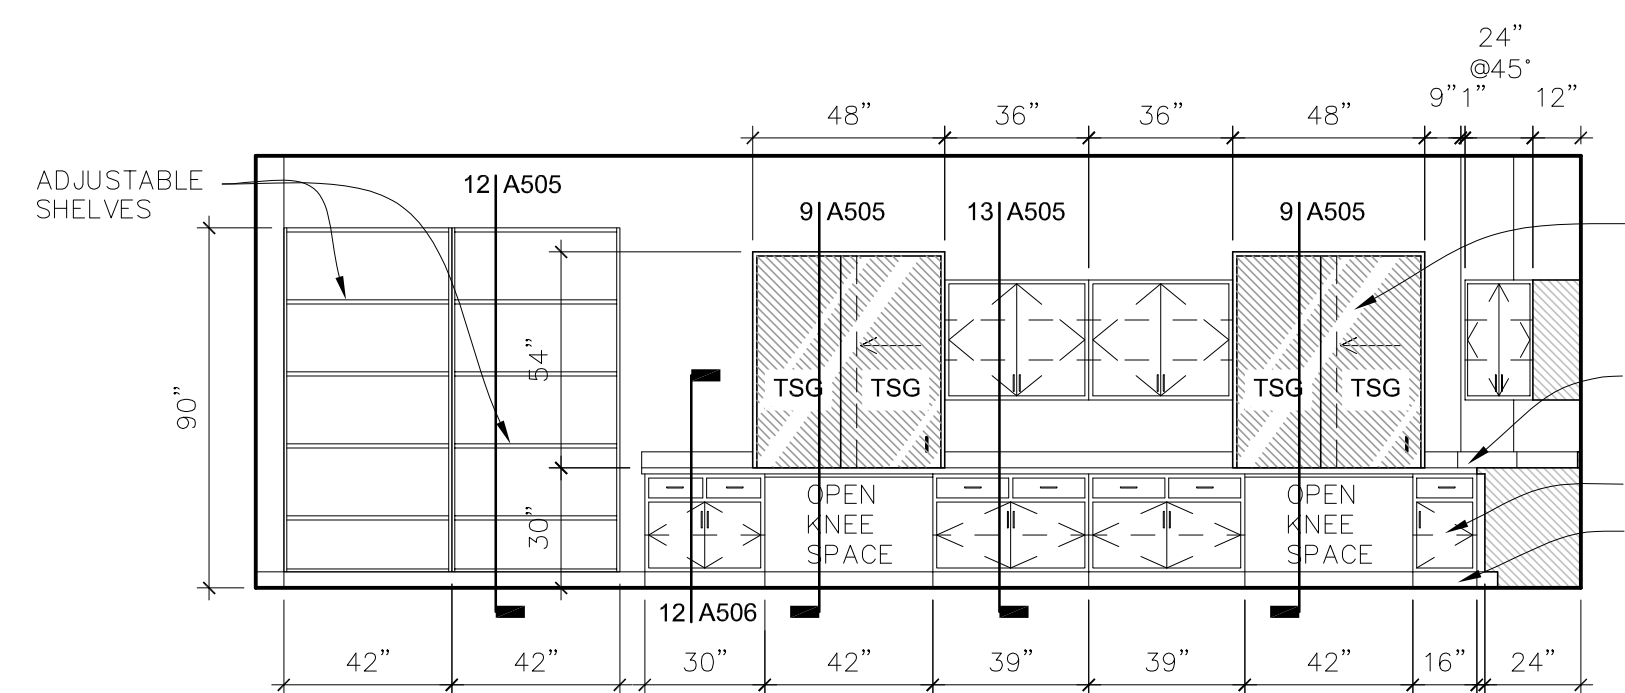 24”
@45°
48” 36” 36” 48” 9” 1” 12”
ADJUSTABLE
SHELVES
12 A505
9 A505
13 A505
9 A505
54”
90”
TSG TSG
TSG TSG
30”
OPEN
KNEE
SPACE
OPEN
KNEE
SPACE
12 A506
42” 42” 30” 42” 39” 39” 42” 16” 24”